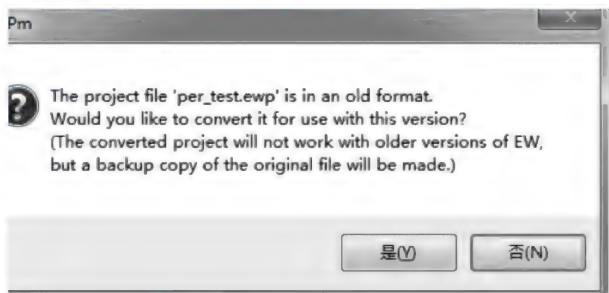 Pm
The project file 'per_test.ewp' is in an old format.
Would you like to convert it for use with this version?
(The converted project will not work with older versions of EW,
but a backup copy of the original file will be made.)
是(Y)
否(N)